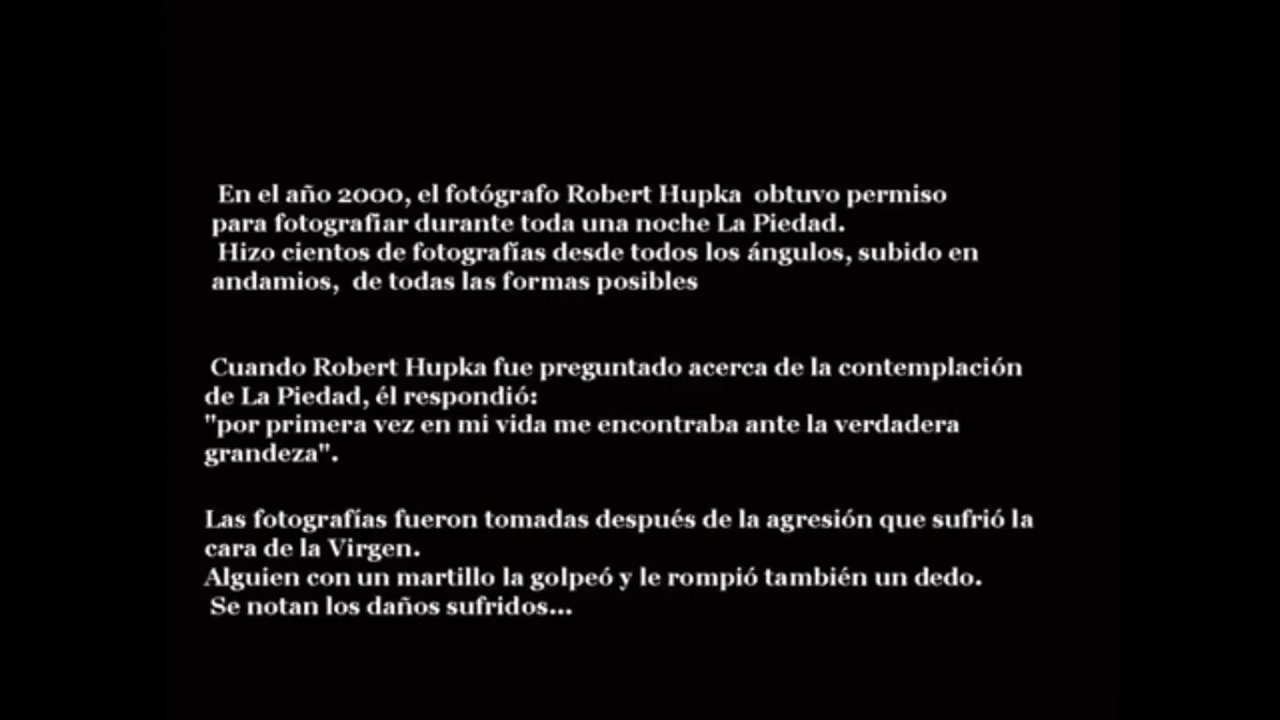 En el año 2000, el fotógrafo Robert Hupka obtuvo permiso
para fotografiar durante toda una noche La Piedad.
Hizo cientos de fotografías desde todos los ángulos, subido en
andamios, de todas las formas posibles
Cuando Robert Hupka fue preguntado acerca de la contemplación
de La Piedad, él respondió:
"por primera vez en mi vida me encontraba ante la verdadera
grandeza".
Las fotografías fueron tomadas después de la agresión que sufrió la
cara de la Virgen.
Alguien con un martillo la golpeó y le rompió también un dedo.
Se notan los daños sufridos...